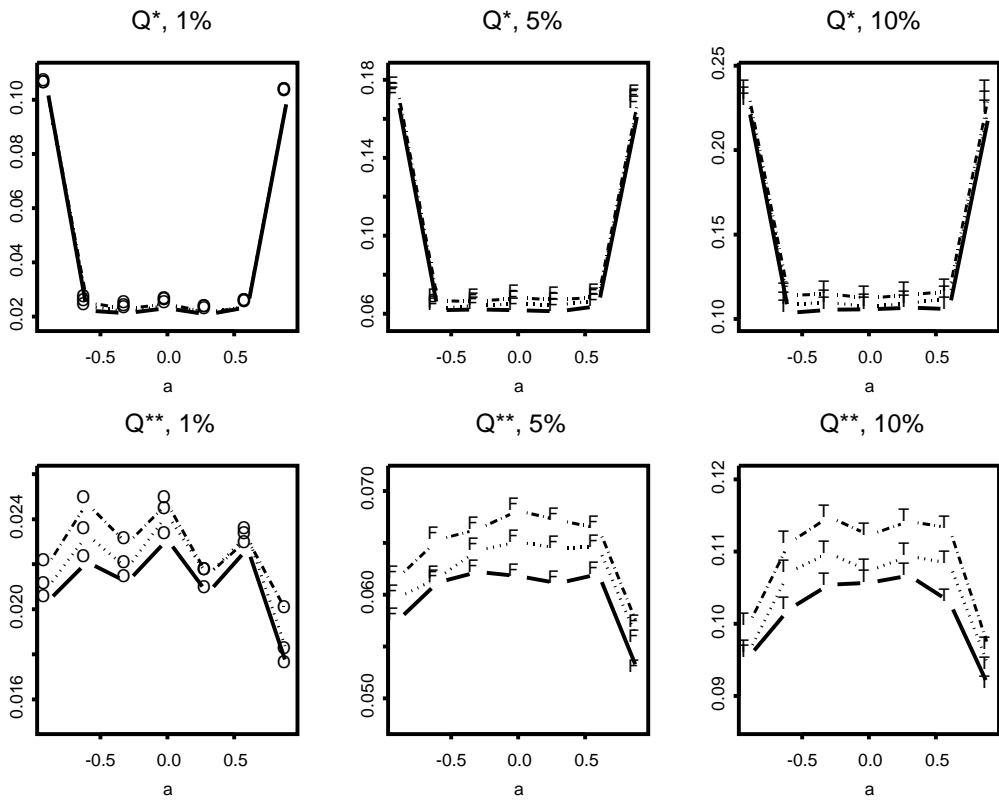 Q*, 1%
0.02 0.04 0.06 0.08 0.10
-0.5 0.0 0.5
a
Q*, 5%
0.06 0.10 0.14 0.18
F F F F F F F
-0.5 0.0 0.5
a
Q*, 10%
0.10 0.15 0.20 0.25
T T T T T T T
-0.5 0.0 0.5
a
Q**, 1%
0.016 0.020 0.024
O O O O O O O
-0.5 0.0 0.5
a
Q**, 5%
0.050 0.060 0.070
F F F F F F F
-0.5 0.0 0.5
a
Q**, 10%
0.09 0.10 0.11 0.12
T T T T T T T
-0.5 0.0 0.5
a